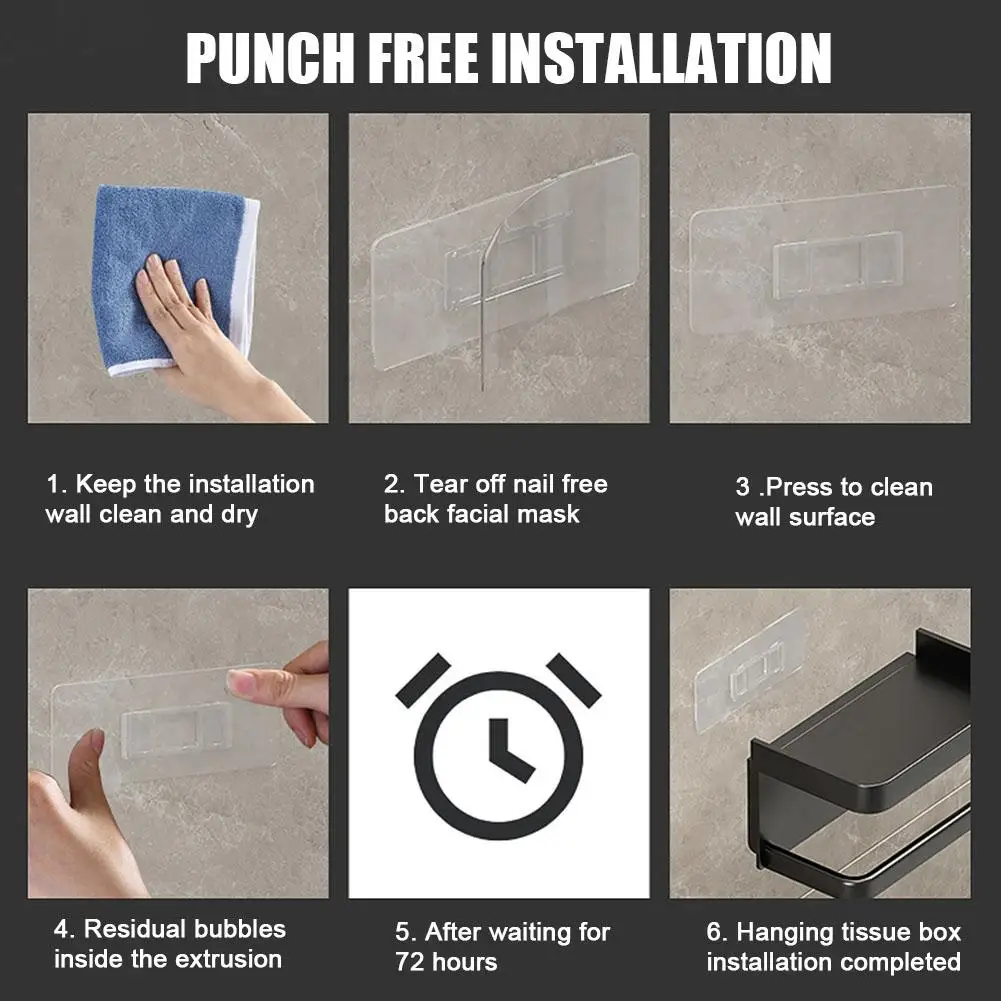 PUNCH FREE INSTALLATION
1. Keep the installation
wall clean and dry
2. Tear off nail free
back facial mask
3 .Press to clean
wall surface
4. Residual bubbles
inside the extrusion
5. After waiting for
72 hours
6. Hanging tissue box
installation completed